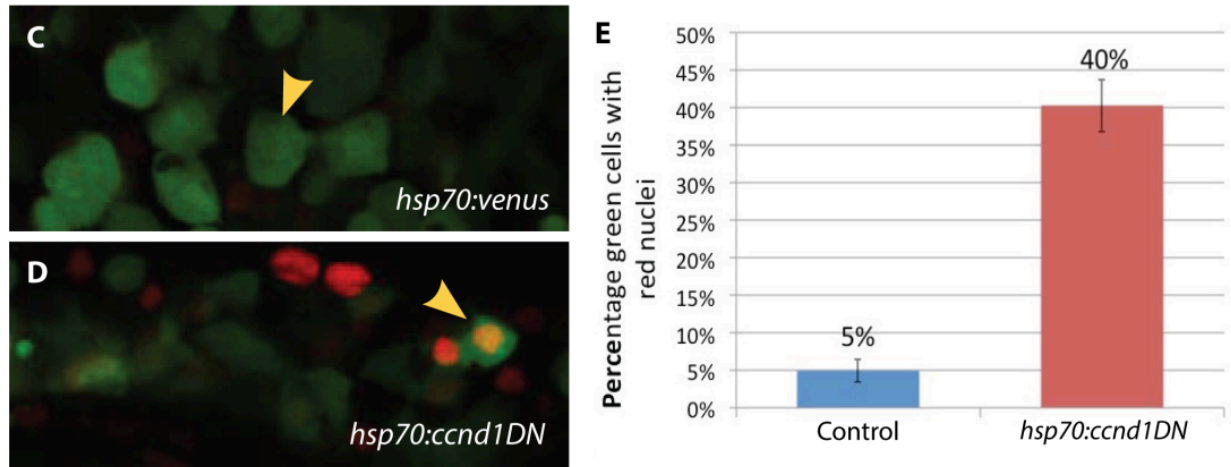 C
hsp70:venus
D
hsp70:ccnd1DN
E
Percentage green cells with
red nuclei
50%
45%
40%
35%
30%
25%
20%
15%
10%
5%
0%
5%
40%
Control
hsp70:ccnd1DN